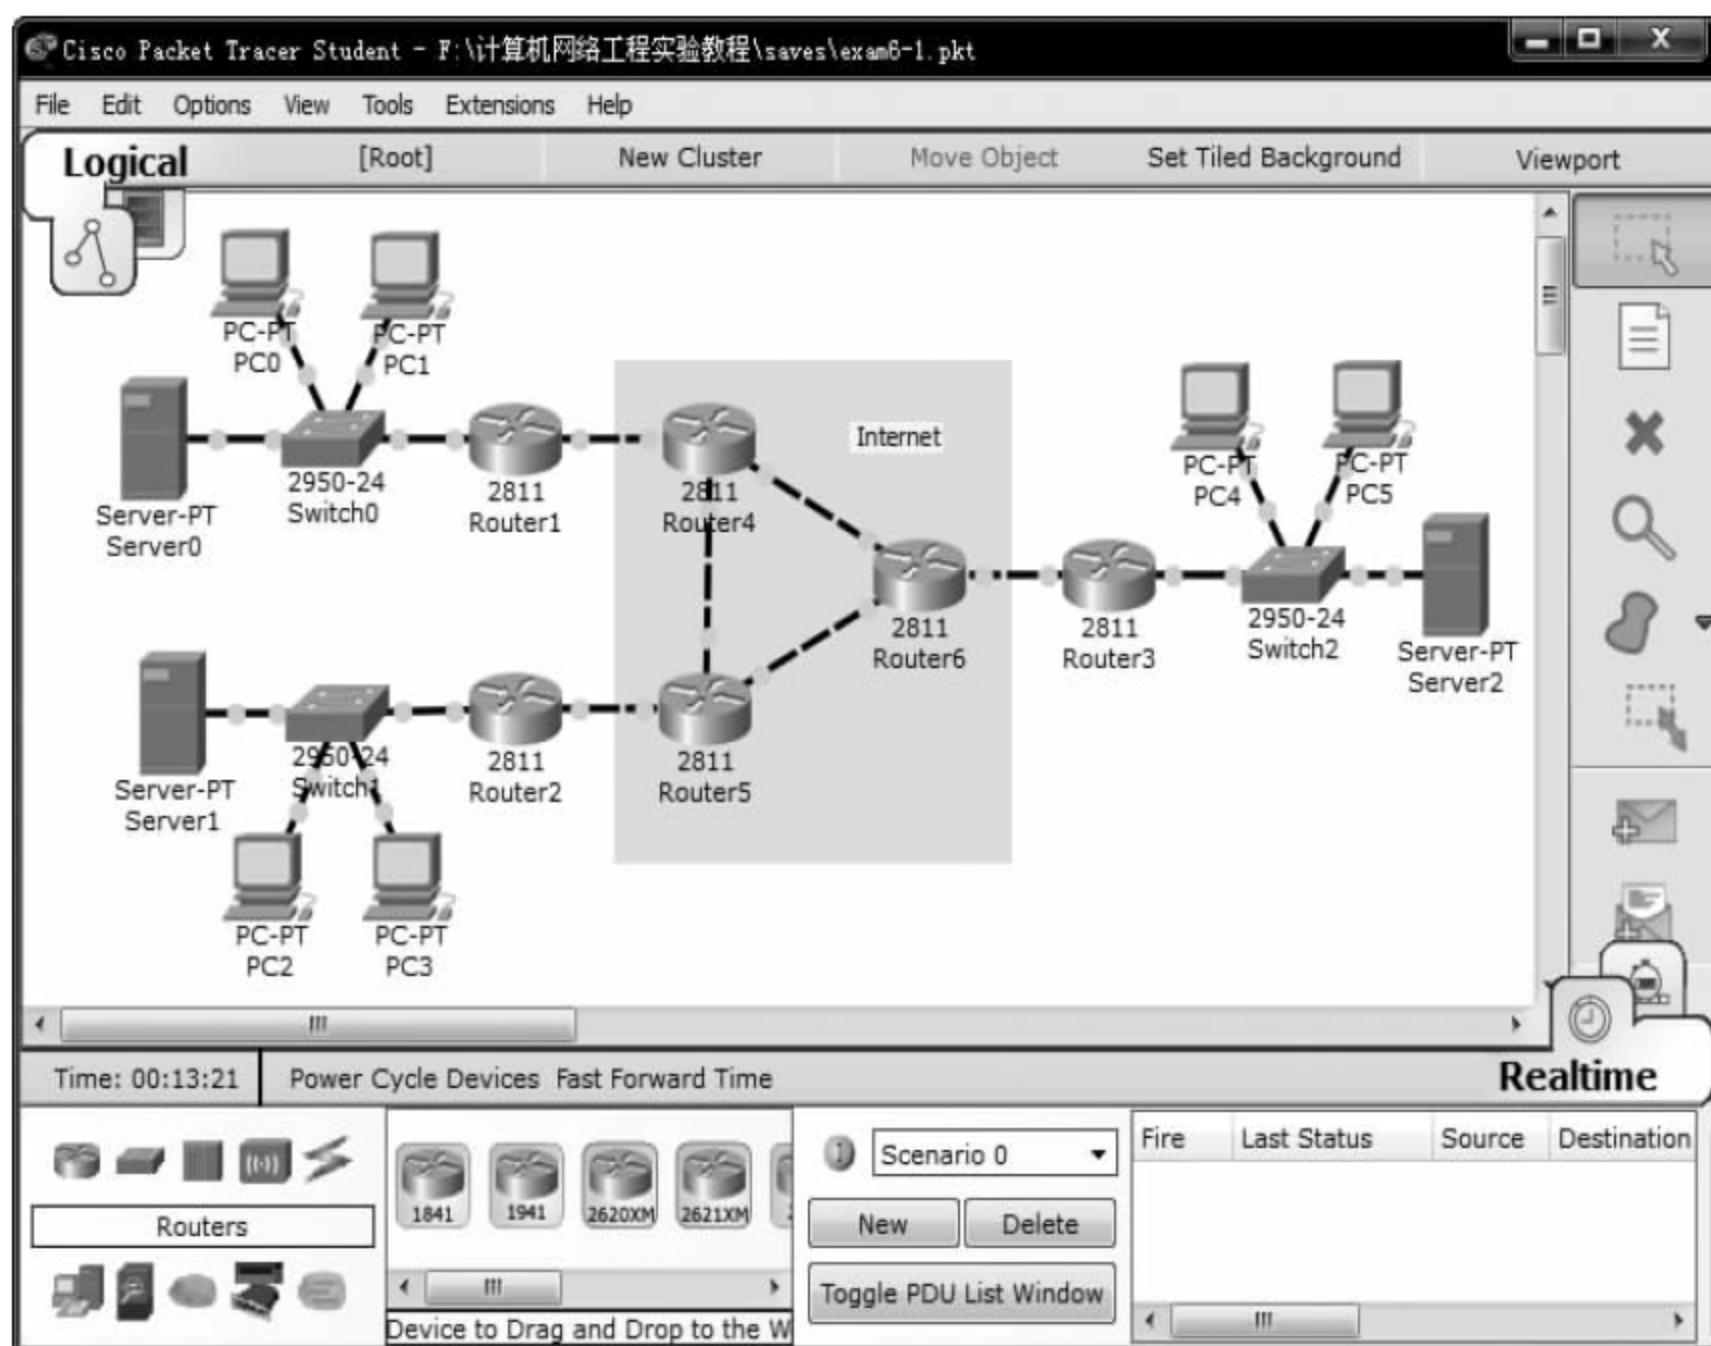 Cisco Packet Tracer Student - F:\计算机网络工程实验教程\saves\exam6-1.pkt
File Edit Options View Tools Extensions Help
Logical [Root] New Cluster Move Object Set Tiled Background Viewport
PC-PT
PC0
PC-PT
PC1
Server-PT
Server0
2950-24
Switch0
2811
Router1
2811
Router4
Internet
PC-PT
PC4
PC-PT
PC5
2811
Router6
2811
Router3
2950-24
Switch2
Server-PT
Server2
Server-PT
Server1
2950-24
Switch1
2811
Router2
2811
Router5
PC-PT
PC2
PC-PT
PC3
Time: 00:13:21 Power Cycle Devices Fast Forward Time Realtime
Routers
1841 1941 2620XM 2621XM
Device to Drag and Drop to the W
Scenario 0
New Delete
Toggle PDU List Window
Fire Last Status Source Destination